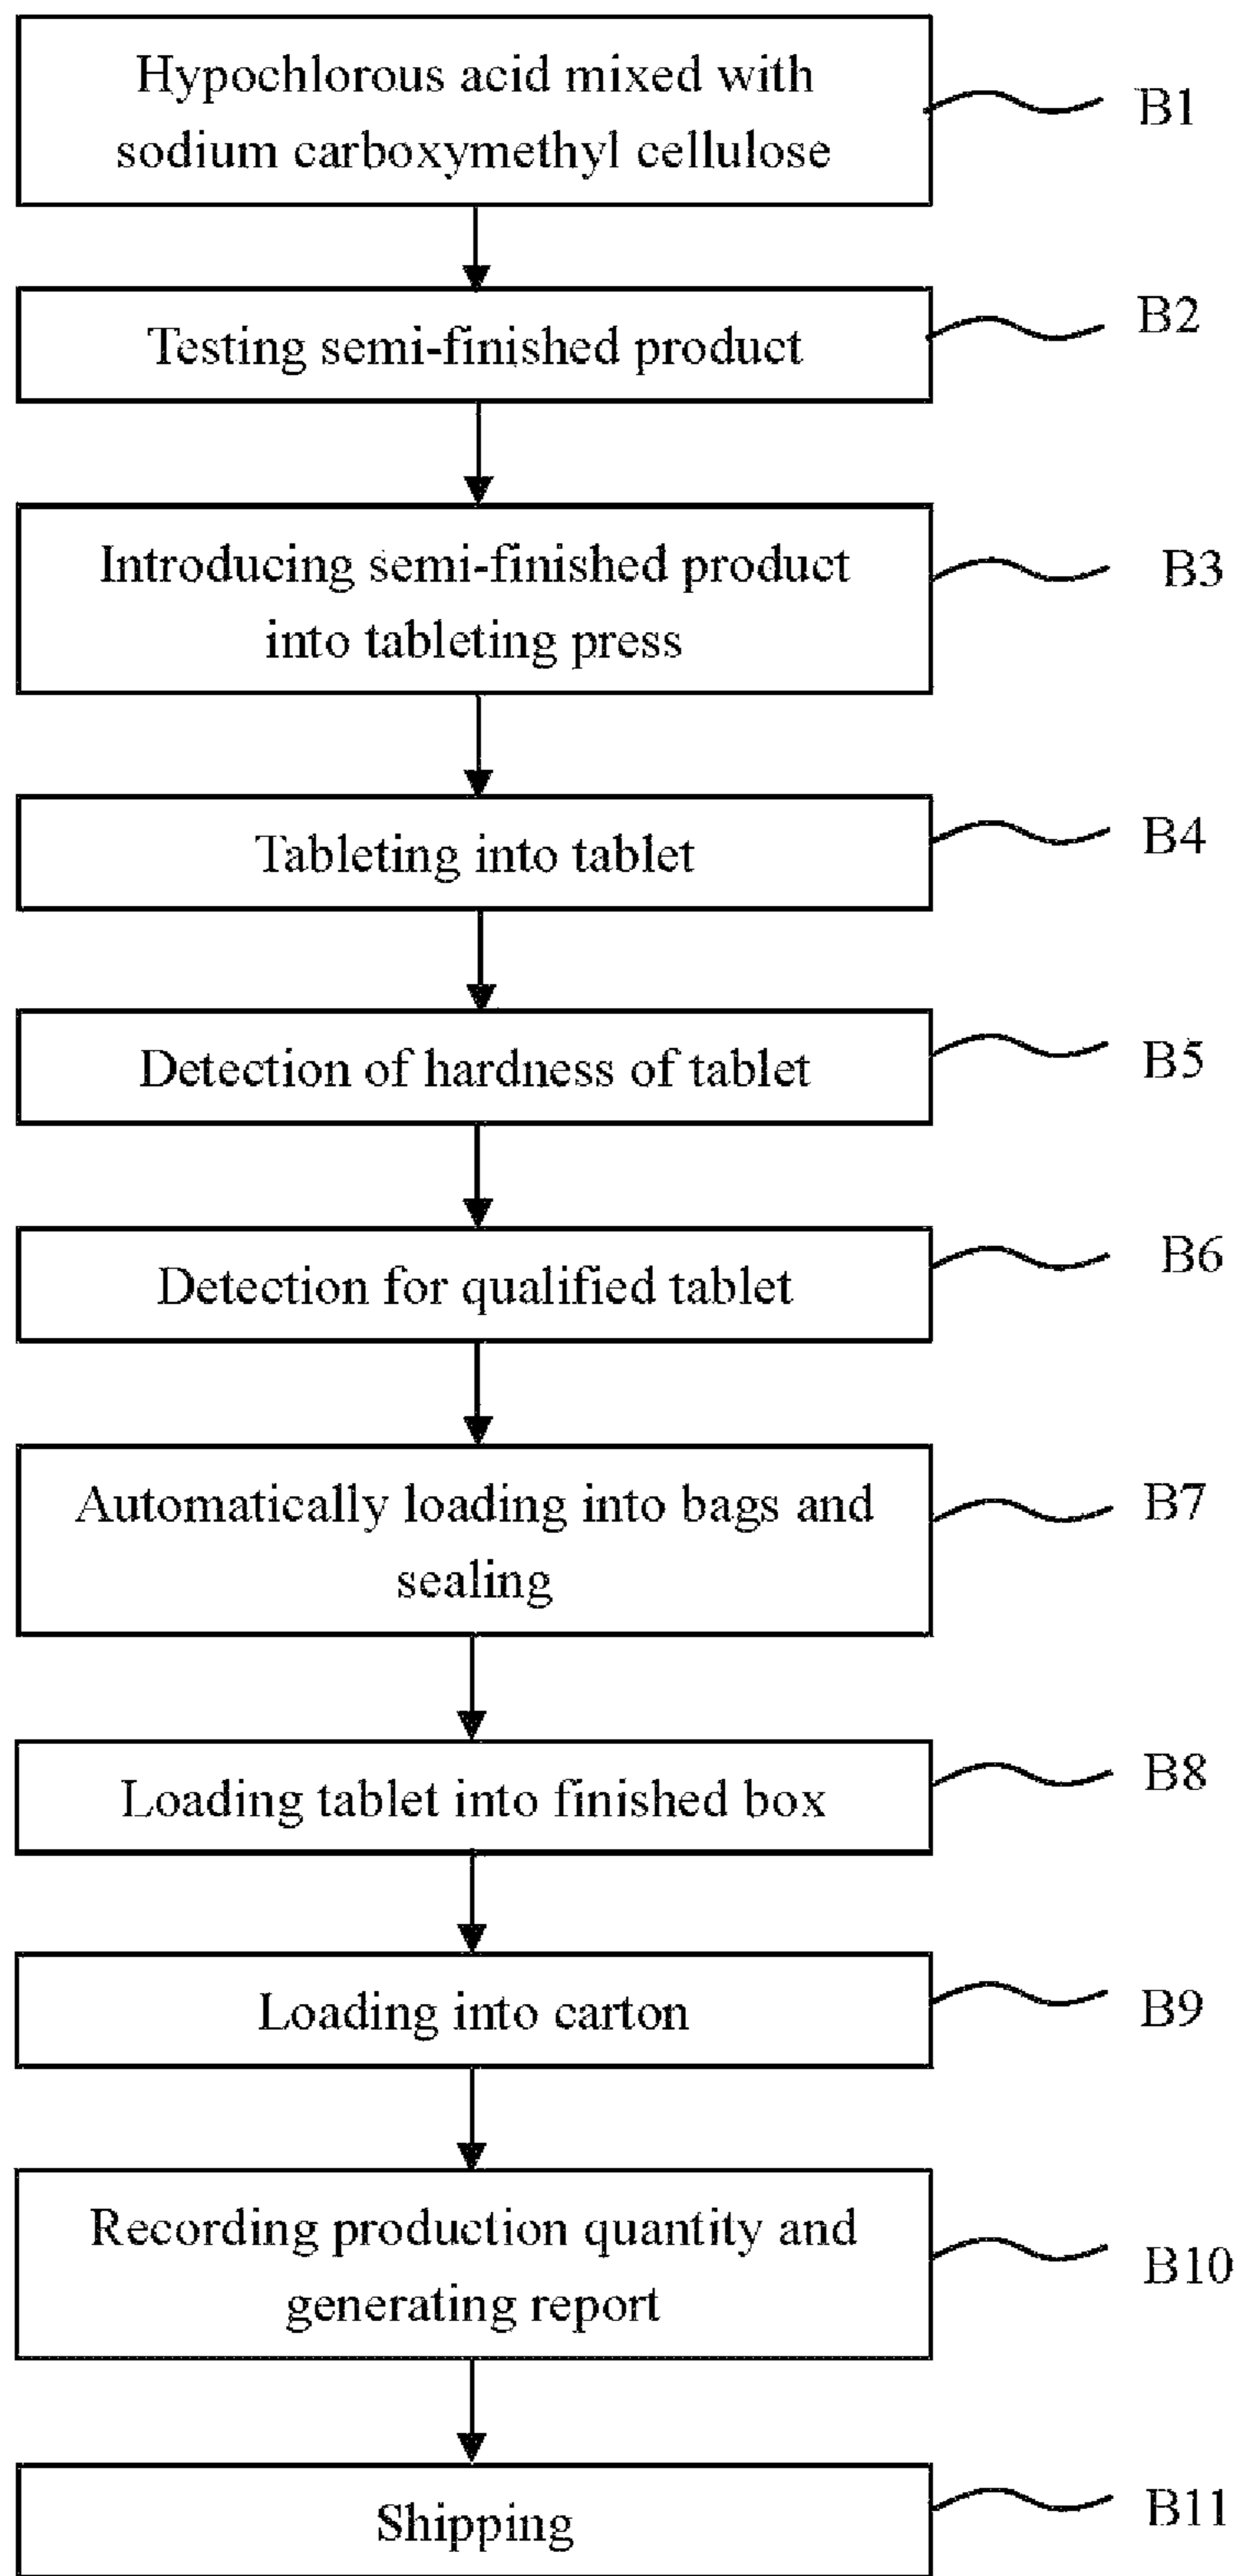 Hypochlorous acid mixed with
sodium carboxymethyl cellulose
B1
Testing semi-finished product
B2
Introducing semi-finished product
into tableting press
B3
Tableting into tablet
B4
Detection of hardness of tablet
B5
Detection for qualified tablet
B6
Automatically loading into bags and
sealing
B7
Loading tablet into finished box
B8
Loading into carton
B9
Recording production quantity and
generating report
B10
Shipping
B11